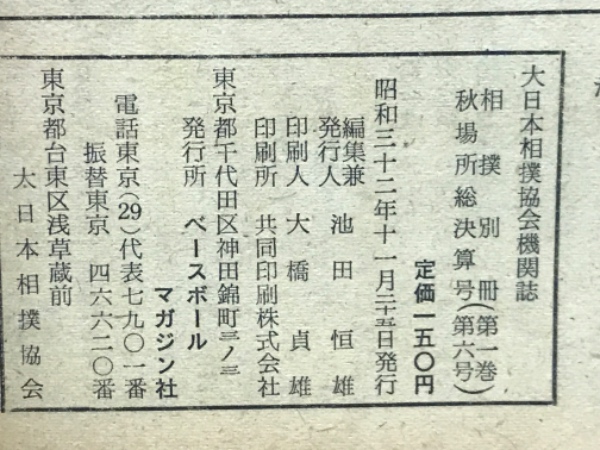 大日本相撲協会機関誌
相撲別冊(第一巻
秋場所総決算号(第六号)
定価一五〇円
昭和三十二年十一月二十五日発行
編集兼
発行人 池田恒雄
印刷人 大橋貞雄
印刷所 共同印刷株式会社
東京都千代田区神田錦町三ノ三
発行所 ベースボール
マガジン社
電話東京(29)代表七九〇一番
振替東京 四六六二〇番
東京都台東区浅草蔵前
大日本相撲協会